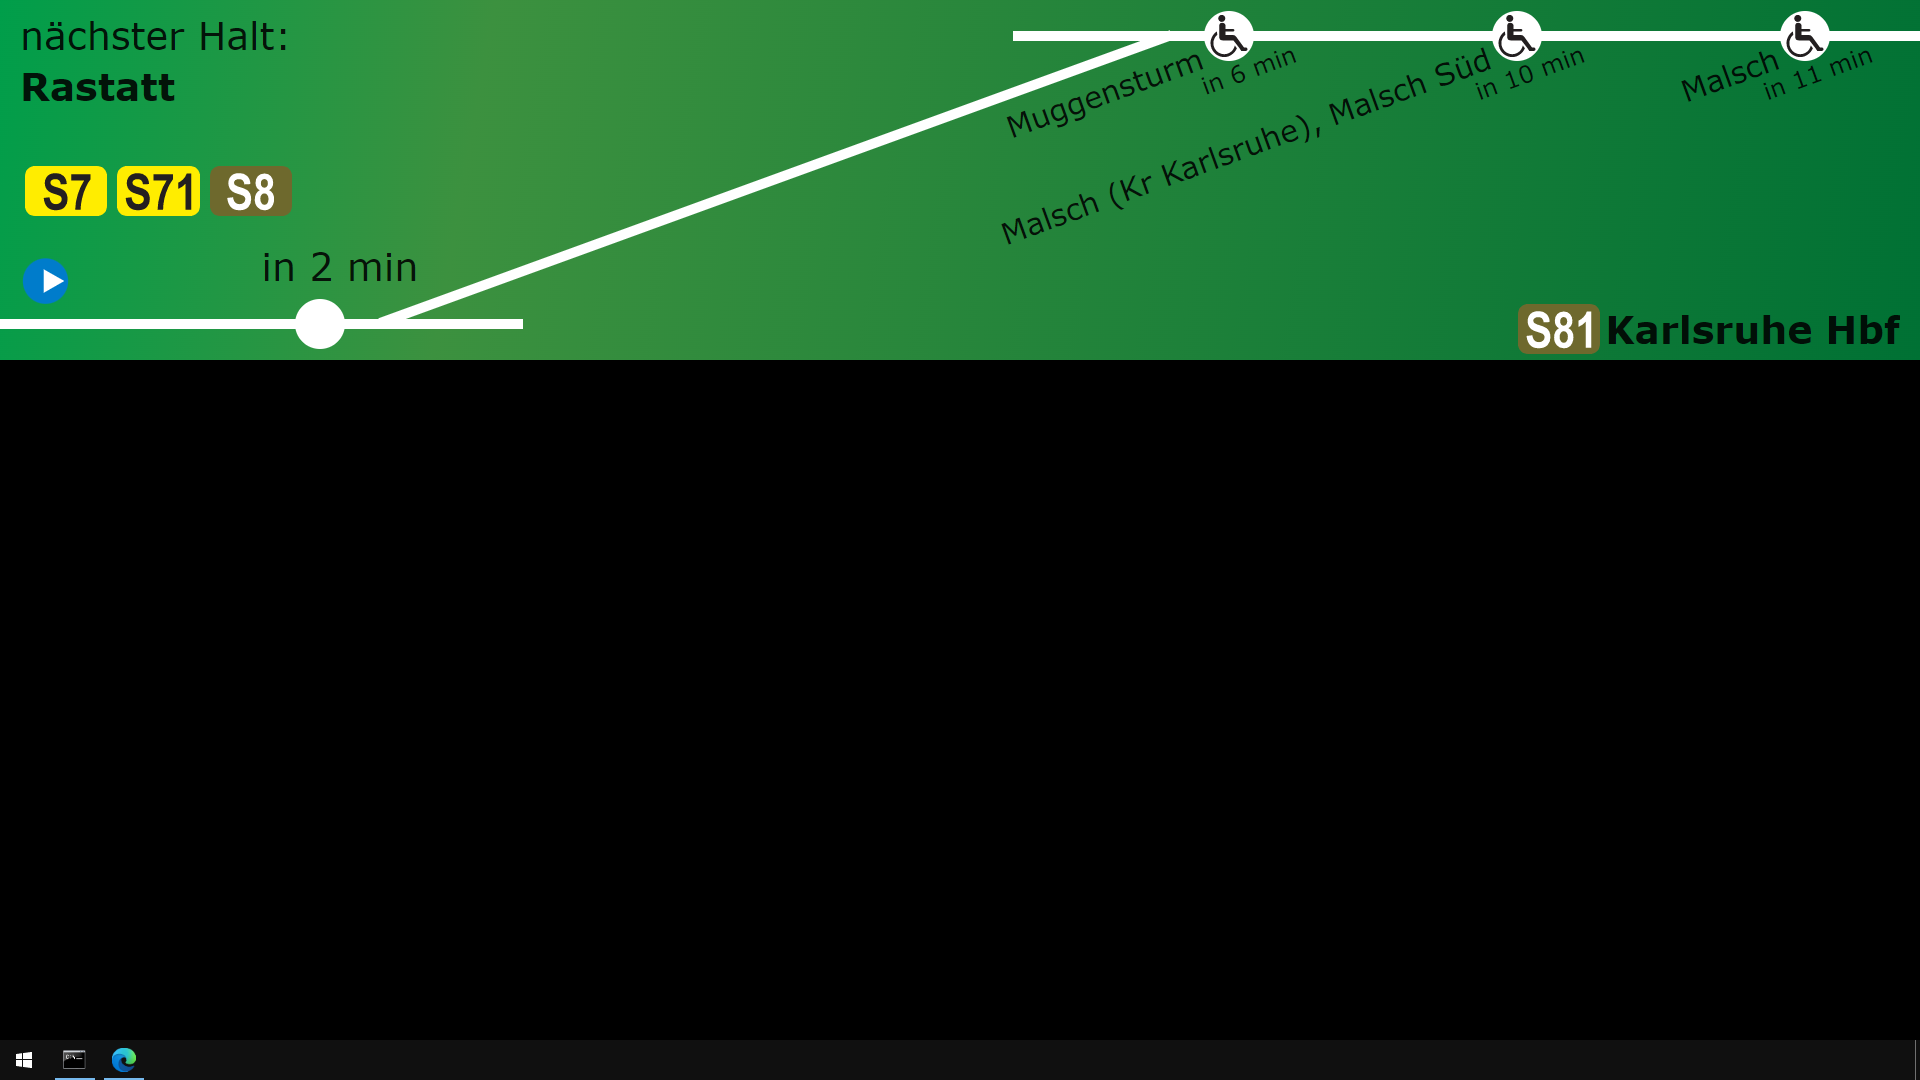 nächster Halt:
Rastatt
S7 S71 S8
in 2 min
Muggensturm
in 6 min
Malsch (Kr Karlsruhe), Malsch Süd
in 10 min
Malsch
in 11 min
S81 Karlsruhe Hbf